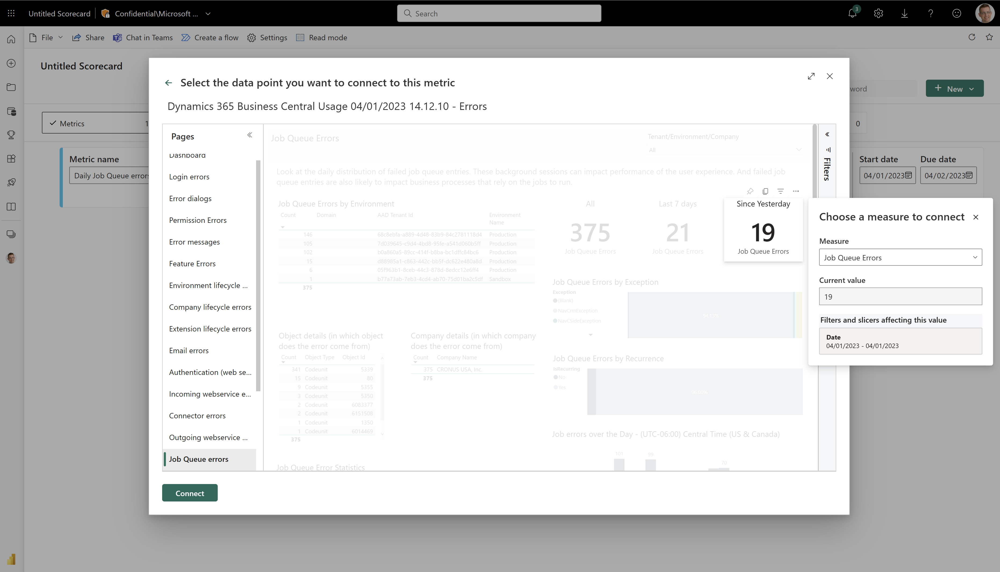 Untitled Scorecard
Confidential\Microsoft ...
Search
3
File
Share
Chat in Teams
Create a flow
Settings
Read mode
Untitled Scorecard
word
New
Metrics
1
0
Metric name
Daily Job Queue errors
Start date
Due date
04/01/2023
04/02/2023
Select the data point you want to connect to this metric
Dynamics 365 Business Central Usage 04/01/2023 14.12.10 - Errors
Pages
Dashboard
Login errors
Error dialogs
Permission Errors
Error messages
Feature Errors
Environment lifecycle ...
Company lifecycle errors
Extension lifecycle errors
Email errors
Authentication (web se...
Incoming webservice e...
Connector errors
Outgoing webservice ...
Job Queue errors
Job Queue Errors
Tenant/Environment/Company
All
Look at the daily distribution of failed job queue entries. These background sessions can impact performance of the user experience. And failed job
queue entries are also likely to impact business processes that rely on the jobs to run.
Job Queue Errors by Environment
Count Domain AAD Tenant Id Environment
Name
146 68c8ebfa-a889-4d48-83b9-84c2781118d4 Production
105 7d039645-c9d4-4bd8-95fe-a541d060b5ff Production
102 b0a860a5-89cc-414f-b8ba-bc1dffc84bc6 Production
15 d88985a1-c863-442c-bb5f-dc622e480a8d Production
6 05f963b1-8ceb-44c3-878d-8edcc12e6ff4 Production
1 b77a73ab-7eb3-4cd4-ab70-75d01ba2c5df Sandbox
375
All
375
Job Queue Errors
Last 7 days
21
Job Queue Errors
Since Yesterday
19
Job Queue Errors
Job Queue Errors by Exception
Exception
(Blank)
NavCrmException
NavCSideException
94.13%
Object details (in which object
does the error come from)
Count Object Type Object Id
341 Codeunit 5339
15 Codeunit 80
9 Codeunit 5355
3 Codeunit 5350
2 Codeunit 6083377
2 Codeunit 6151508
1 Codeunit 1350
1 Codeunit 6014469
375
Company details (in which company
does the error come from)
Count Company Name
375 CRONUS USA, Inc.
375
Job Queue Errors by Recurrence
IsRecurring
No
Yes
96.00%
Job errors over the Day - (UTC-06:00) Central Time (US & Canada)
101
99
70
Job Queue Error Statistics
Filters
Choose a measure to connect
Measure
Job Queue Errors
Current value
19
Filters and slicers affecting this value
Date
04/01/2023 - 04/01/2023
Connect